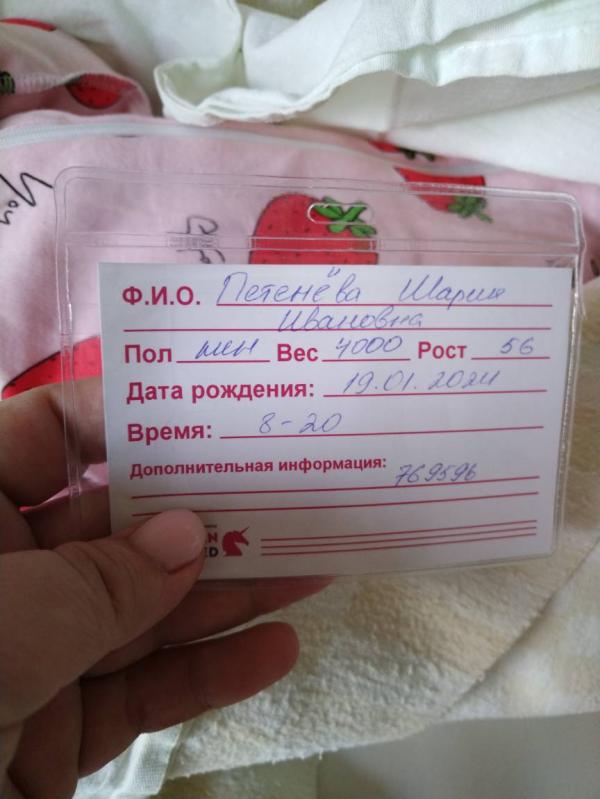 Ф.И.О. Петенёва Мария
Ивановна
Пол жен Вес 4000 Рост 56
Дата рождения: 19.01.2021
Время: 8-20
Дополнительная информация:
769596